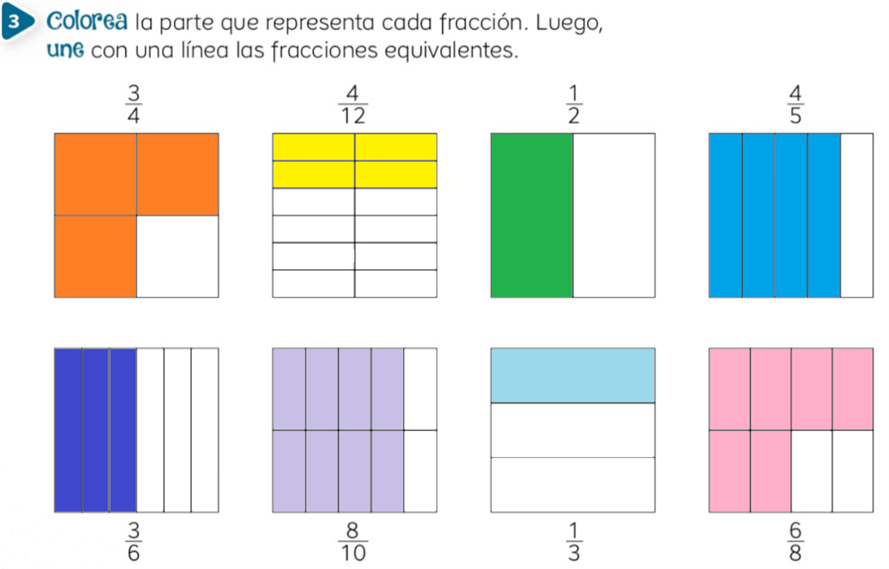 3 Colorea la parte que representa cada fracción. Luego,
une con una línea las fracciones equivalentes.
3/4 4/12 1/2 4/5
3/6 8/10 1/3 6/8